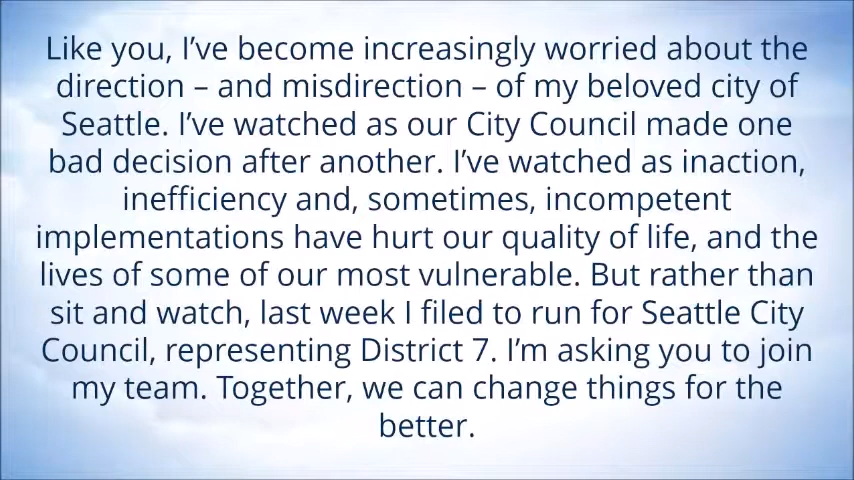 Like you, I’ve become increasingly worried about the
direction – and misdirection – of my beloved city of
Seattle. I’ve watched as our City Council made one
bad decision after another. I’ve watched as inaction,
inefficiency and, sometimes, incompetent
implementations have hurt our quality of life, and the
lives of some of our most vulnerable. But rather than
sit and watch, last week I filed to run for Seattle City
Council, representing District 7. I’m asking you to join
my team. Together, we can change things for the
better.